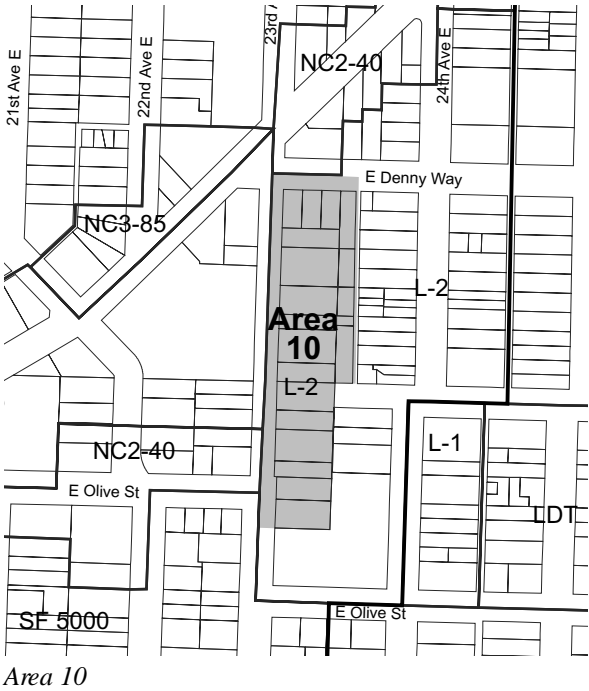 21st Ave E
22nd Ave E
23rd A
24th Ave E
NC2-40
E Denny Way
NC3-85
L-2
Area
10
L-2
NC2-40
L-1
E Olive St
LDT
E Olive St
SF 5000
Area 10